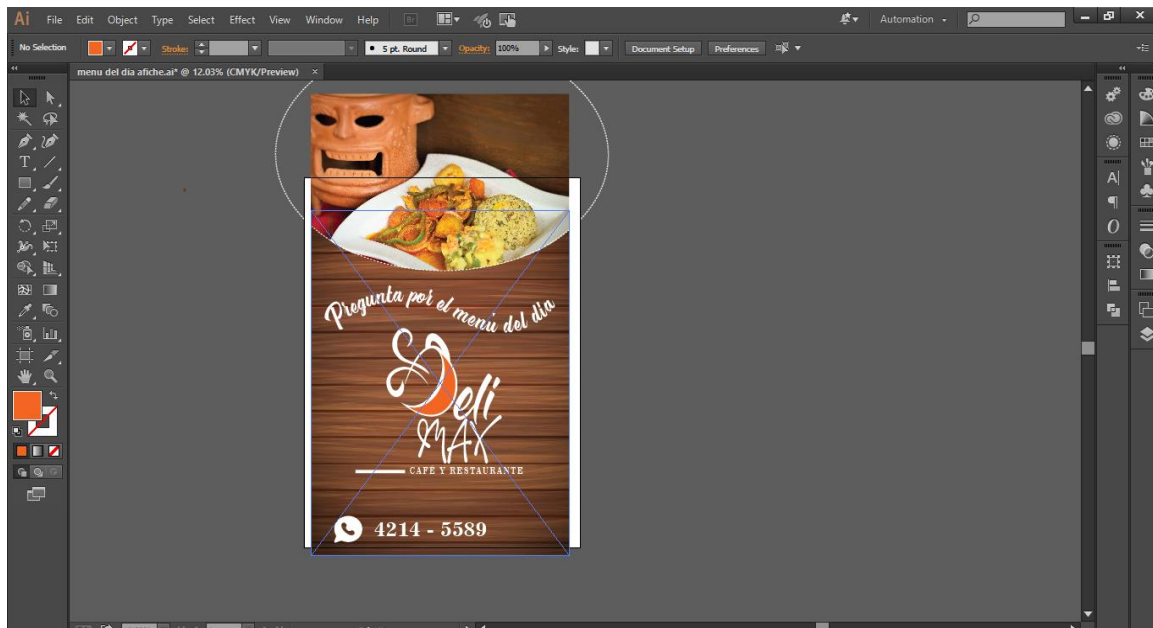 Ai File Edit Object Type Select Effect View Window Help Br Automation
No Selection Stroke: 5 pt. Round Opacity: 100% Style: Document Setup Preferences
menu del dia afiche.ai* @ 12.03% (CMYK/Preview) ×
Pregunta por el menu del dia
Deli
MAX
CAFE Y RESTAURANTE
4214 - 5589